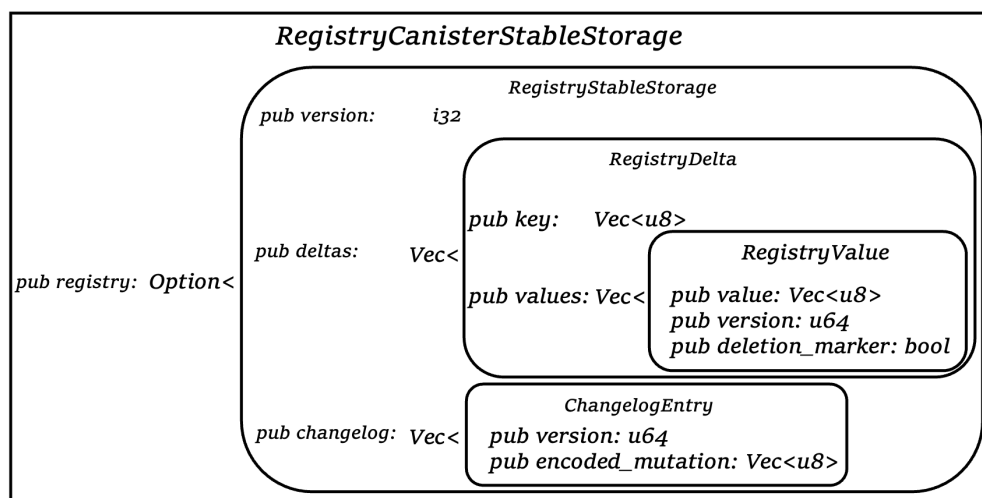 RegistryCanisterStableStorage
RegistryStableStorage
pub version: i32
RegistryDelta
pub key: Vec<u8>
pub deltas: Vec<
RegistryValue
pub registry: Option<
pub values: Vec<
pub value: Vec<u8>
pub version: u64
pub deletion_marker: bool
ChangelogEntry
pub changelog: Vec<
pub version: u64
pub encoded_mutation: Vec<u8>